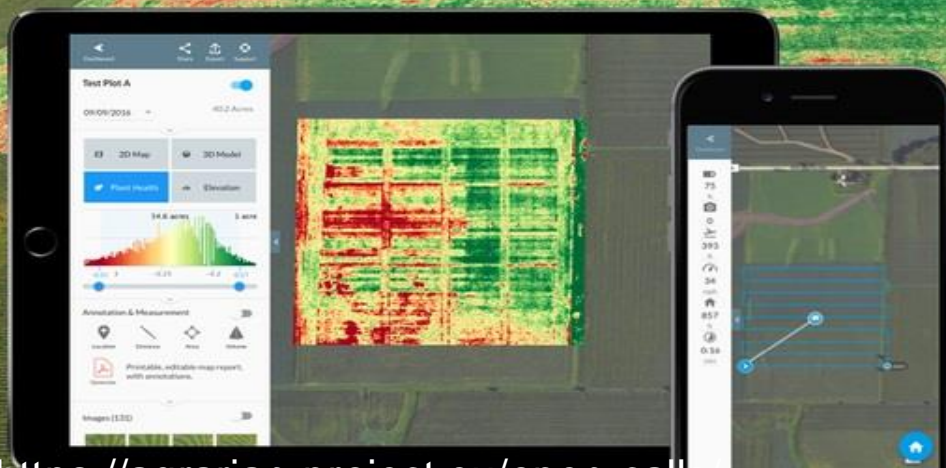 Share Export Support
Test Plot A
09/09/2016
40.2 Acres
2D Map
3D Model
Plant Health
Elevation
34.6 acres
1 acre
Annotation & Measurement
Location Distance Area Volume
Printable, editable map report,
with annotations.
Images (131)
75
0
393
34
857
0:16